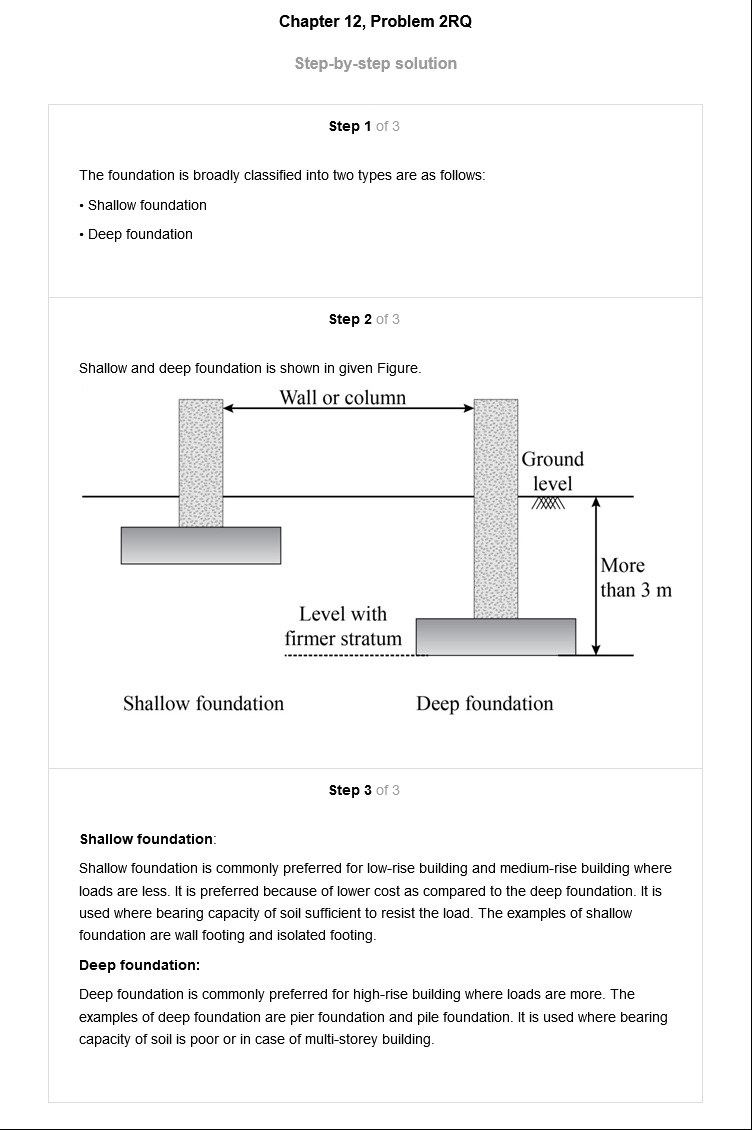 Chapter 12, Problem 2RQ
Step-by-step solution
Step 1 of 3
The foundation is broadly classified into two types are as follows:
• Shallow foundation
• Deep foundation
Step 2 of 3
Shallow and deep foundation is shown in given Figure.
Wall or column
Ground
level
More
than 3 m
Level with
firmer stratum
Shallow foundation
Deep foundation
Step 3 of 3
Shallow foundation:
Shallow foundation is commonly preferred for low-rise building and medium-rise building where
loads are less. It is preferred because of lower cost as compared to the deep foundation. It is
used where bearing capacity of soil sufficient to resist the load. The examples of shallow
foundation are wall footing and isolated footing.
Deep foundation:
Deep foundation is commonly preferred for high-rise building where loads are more. The
examples of deep foundation are pier foundation and pile foundation. It is used where bearing
capacity of soil is poor or in case of multi-storey building.